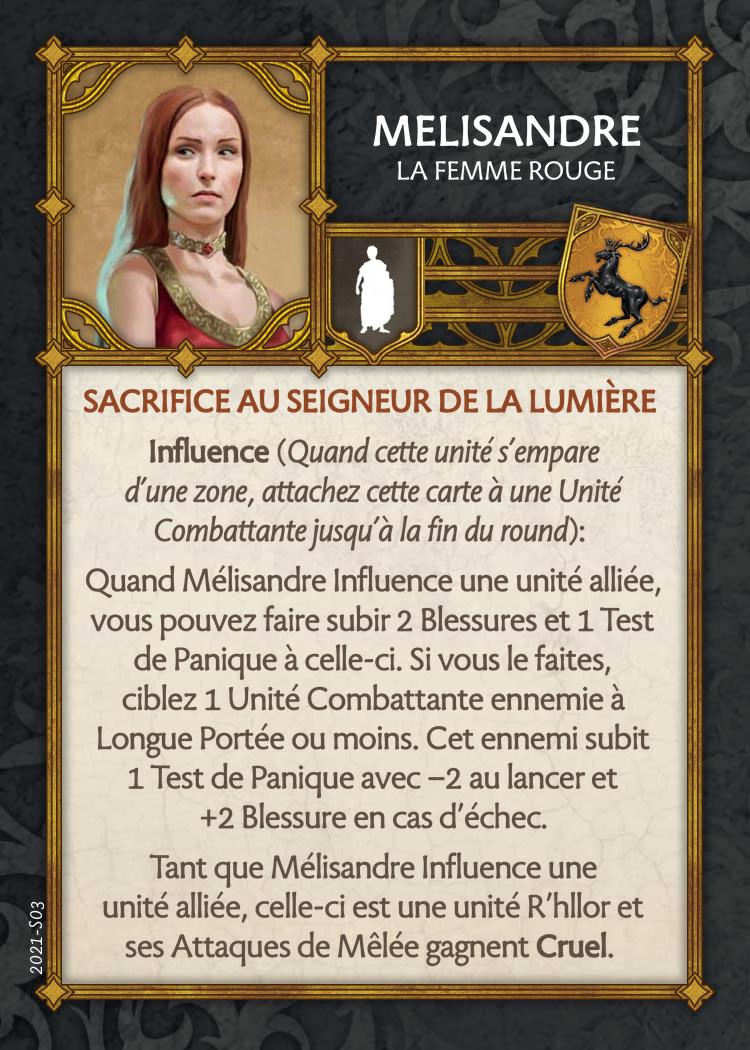 MELISANDRE
LA FEMME ROUGE
SACRIFICE AU SEIGNEUR DE LA LUMIÈRE
Influence (Quand cette unité s'empare
d'une zone, attachez cette carte à une Unité
Combattante jusqu'à la fin du round):
Quand Mélisandre Influence une unité alliée,
vous pouvez faire subir 2 Blessures et 1 Test
de Panique à celle-ci. Si vous le faites,
ciblez 1 Unité Combattante ennemie à
Longue Portée ou moins. Cet ennemi subit
1 Test de Panique avec –2 au lancer et
+2 Blessure en cas d'échec.
Tant que Mélisandre Influence une
unité alliée, celle-ci est une unité R'hllor et
ses Attaques de Mêlée gagnent Cruel.
2021-S03